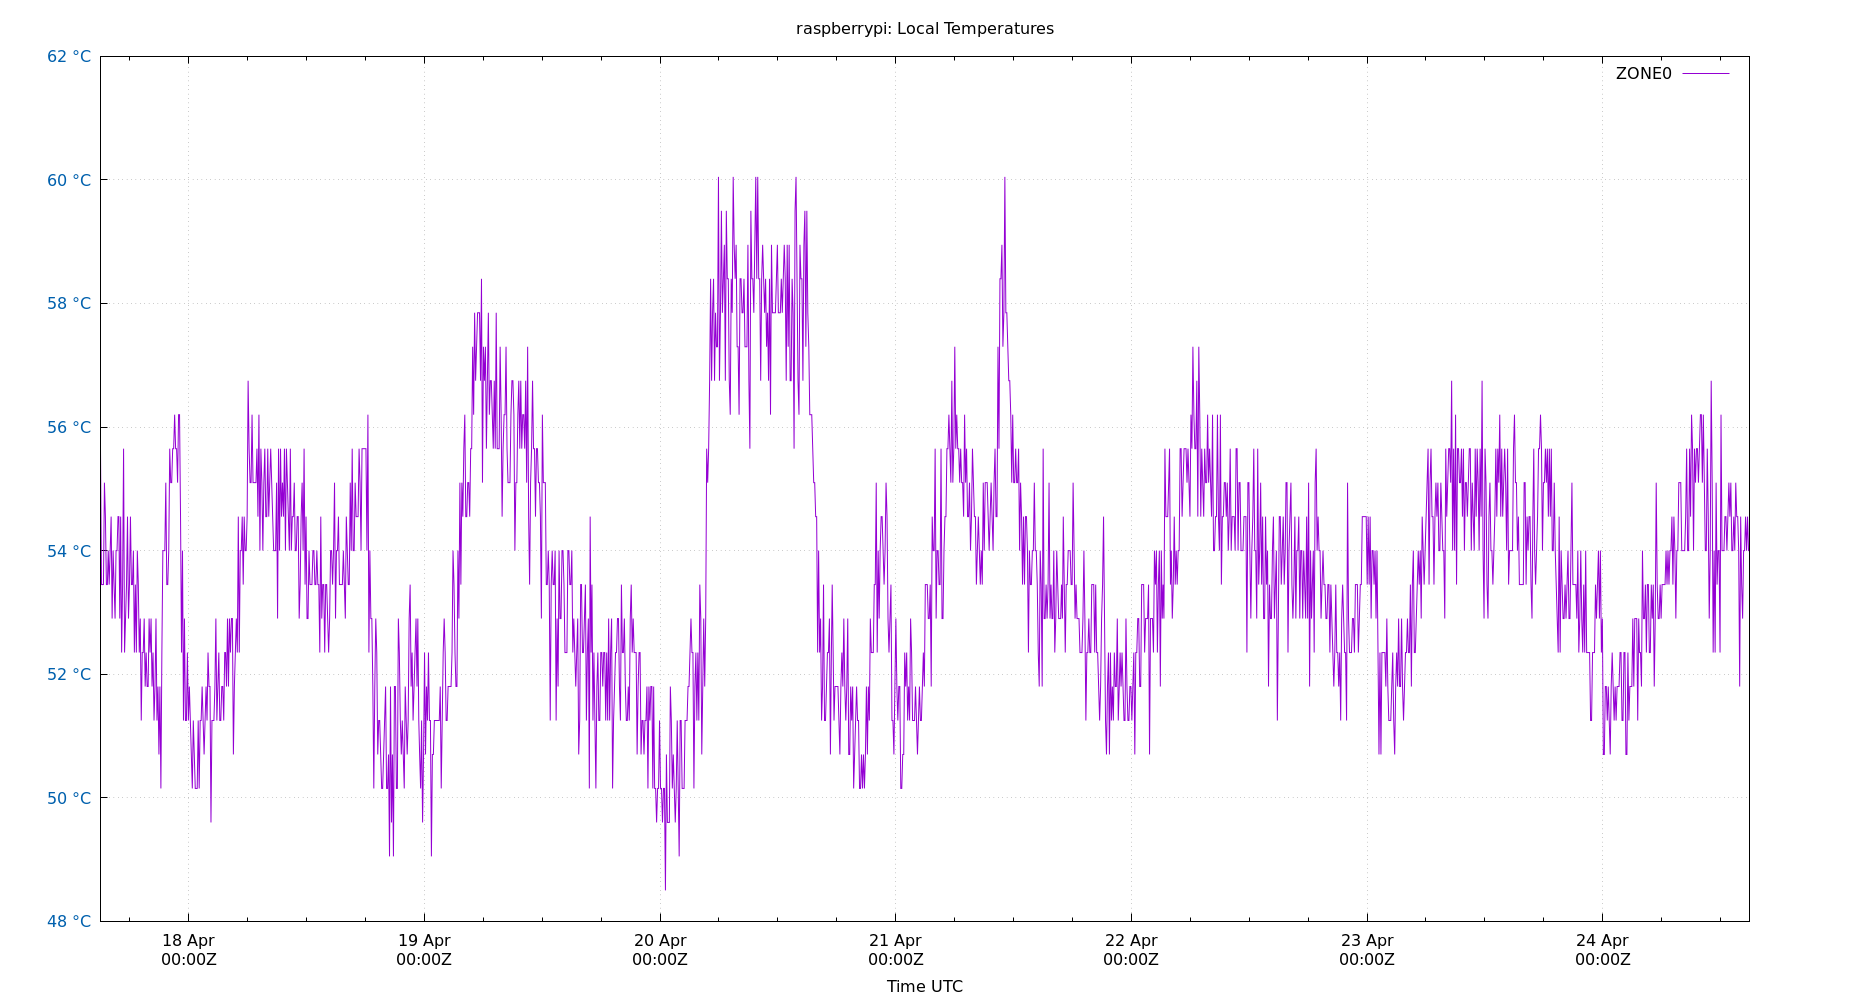 raspberrypi: Local Temperatures
ZONE0
62 °C
60 °C
58 °C
56 °C
54 °C
52 °C
50 °C
48 °C
18 Apr 19 Apr 20 Apr 21 Apr 22 Apr 23 Apr 24 Apr
00:00Z 00:00Z 00:00Z 00:00Z 00:00Z 00:00Z 00:00Z
Time UTC